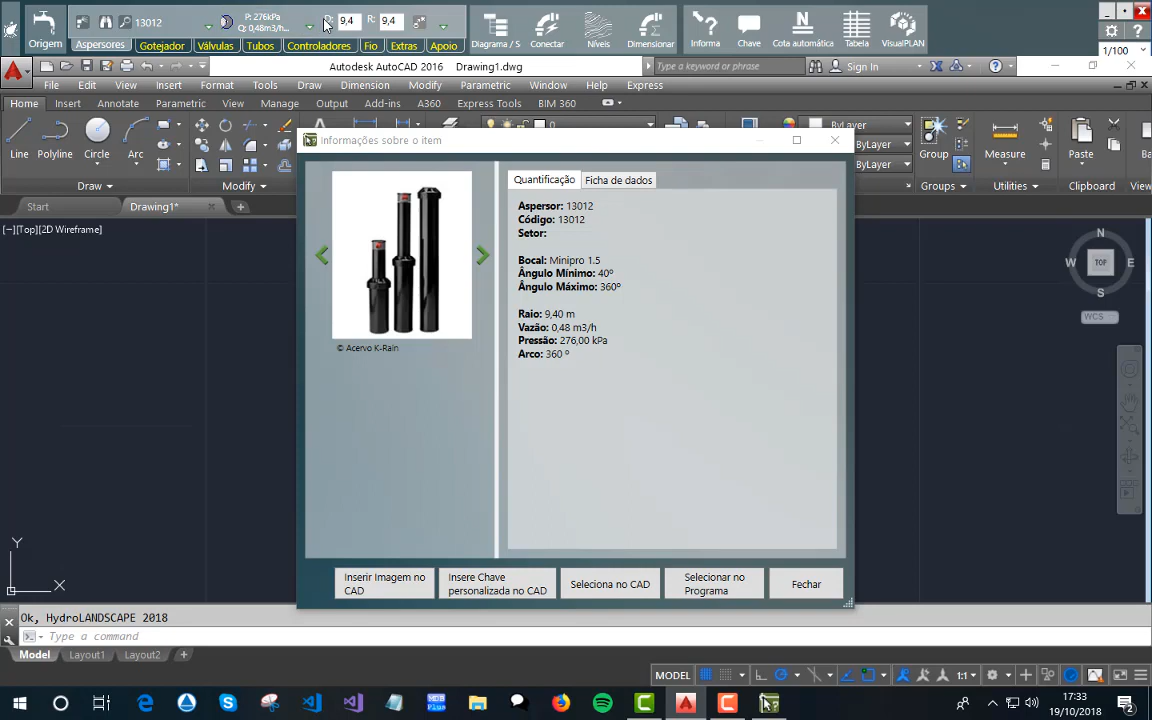 13012
P: 276kPa
Q: 0,48m3/h...
D: 9,4 R: 9,4
Origem
Aspersores Gotejador Válvulas Tubos Controladores Fio Extras Apoio
Diagrama / S Conectar Níveis Dimensionar
Informa Chave Cota automática Tabela VisualPLAN
1/100
Autodesk AutoCAD 2016 Drawing1.dwg
Type a keyword or phrase
Sign In
File Edit View Insert Format Tools Draw Dimension Modify Parametric Window Help Express
Home Insert Annotate Parametric View Manage Output Add-ins A360 Express Tools BIM 360
0
ByLayer
ByLayer
ByLayer
Line Polyline Circle Arc
Group Measure Paste
Draw Modify Groups Utilities Clipboard
Start Drawing1*
[−][Top][2D Wireframe]
Informações sobre o item
Quantificação Ficha de dados
Aspersor: 13012
Código: 13012
Setor:
Bocal: Minipro 1.5
Ângulo Mínimo: 40º
Ângulo Máximo: 360º
Raio: 9,40 m
Vazão: 0,48 m3/h
Pressão: 276,00 kPa
Arco: 360 º
© Acervo K-Rain
Inserir Imagem no CAD
Insere Chave personalizada no CAD
Seleciona no CAD
Selecionar no Programa
Fechar
N
W TOP E
S
WCS
Y
X
Ok, HydroLANDSCAPE 2018
Type a command
Model Layout1 Layout2
MODEL
1:1
MDB
Plus
17:33
19/10/2018
2